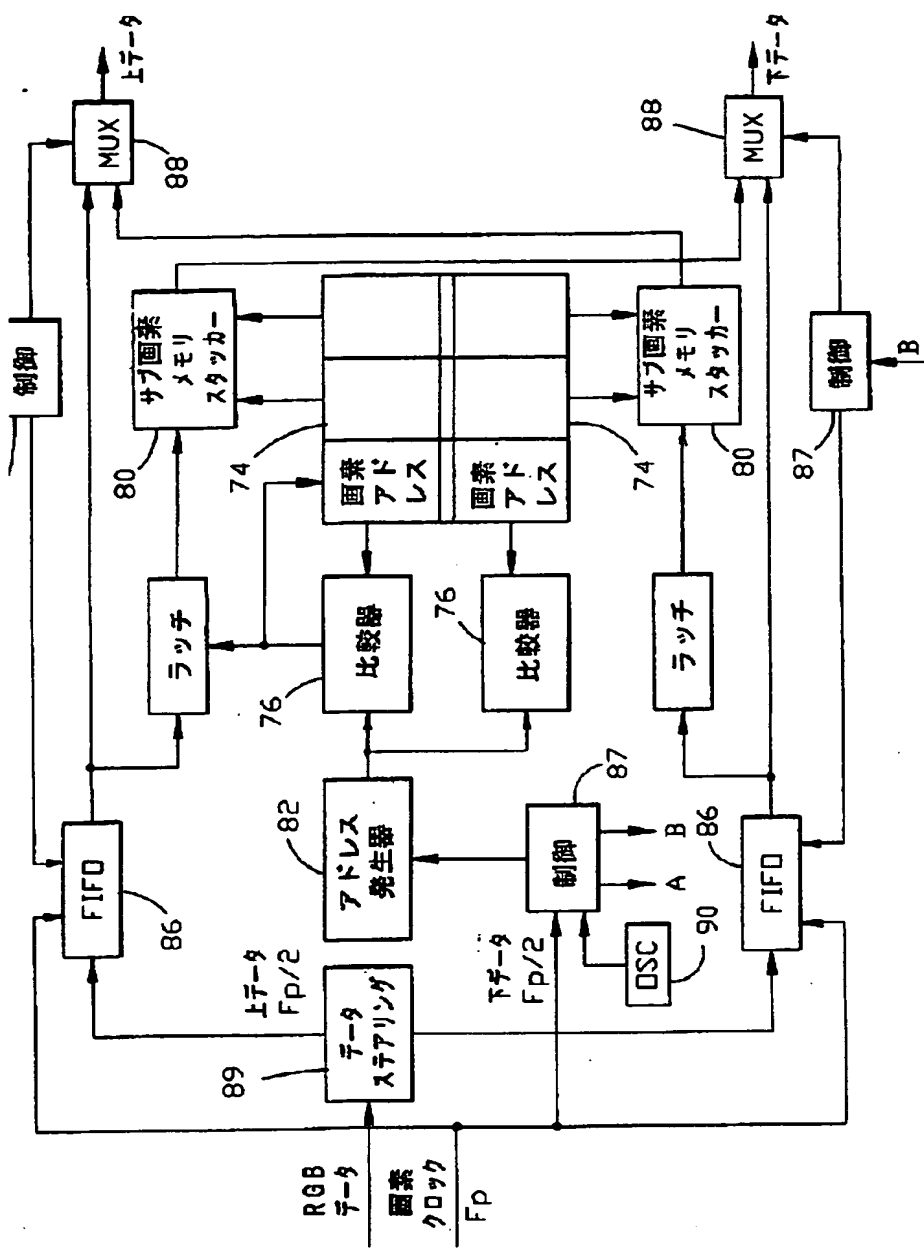 RGB
データ
画素
クロック
Fp
89
データ
ステアリング
上データ
Fp/2
下データ
Fp/2
FIFO
86
82
アドレス
発生器
制御
87
A
B
OSC
90
86
FIFO
ラッチ
76
比較器
76
比較器
ラッチ
80
サブ画素
メモリ
スタッカー
74
画素
アド
レス
画素
アド
レス
74
サブ画素
メモリ
スタッカー
80
制御
87
制御
B
MUX
88
上データ
88
MUX
下データ